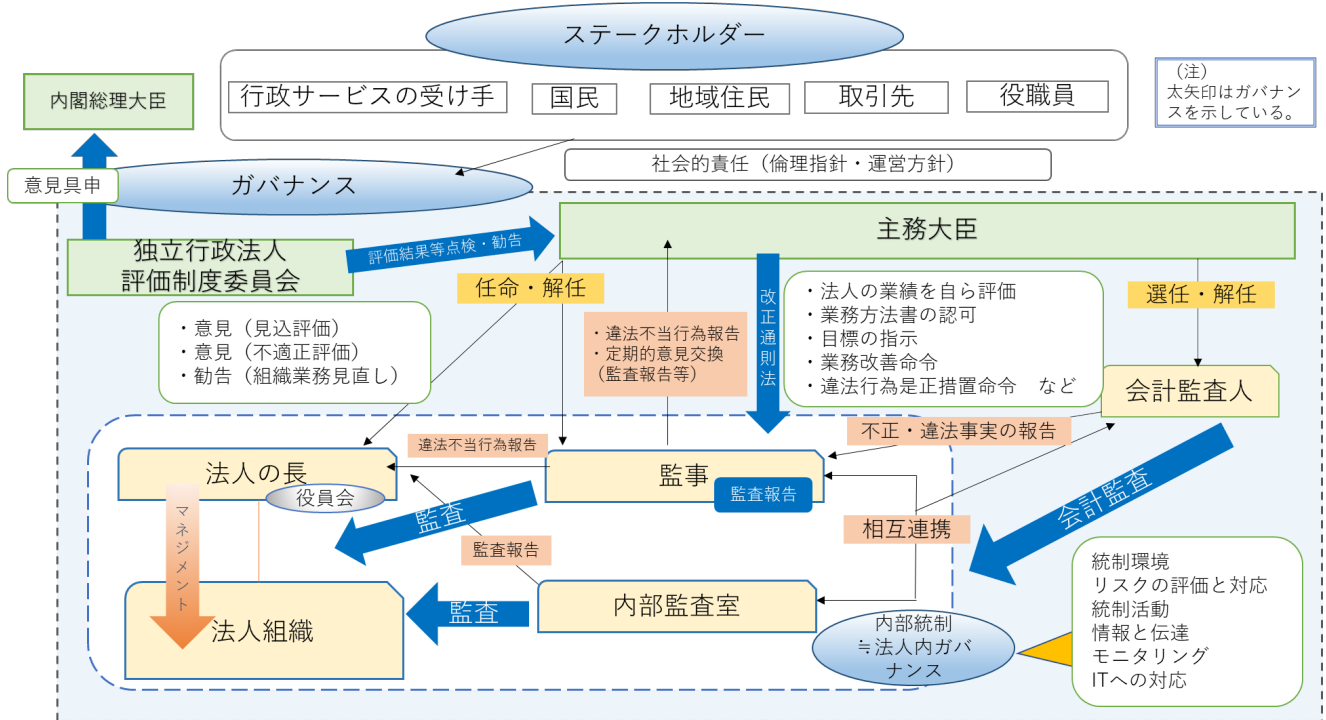 ステークホルダー
行政サービスの受け手
国民
地域住民
取引先
役職員
（注）
太矢印はガバナン
スを示している。
内閣総理大臣
社会的責任（倫理指針・運営方針）
意見具申
ガバナンス
独立行政法人
評価制度委員会
評価結果等点検・勧告
主務大臣
任命・解任
選任・解任
・意見（見込評価）
・意見（不適正評価）
・勧告（組織業務見直し）
・違法不当行為報告
・定期的意見交換
（監査報告等）
改正通則法
・法人の業績を自ら評価
・業務方法書の認可
・目標の指示
・業務改善命令
・違法行為是正措置命令　など
会計監査人
不正・違法事実の報告
違法不当行為報告
法人の長
役員会
監事
監査報告
監査
会計監査
マネジメント
監査報告
相互連携
法人組織
監査
内部監査室
内部統制
≒法人内ガバ
ナンス
統制環境
リスクの評価と対応
統制活動
情報と伝達
モニタリング
ITへの対応